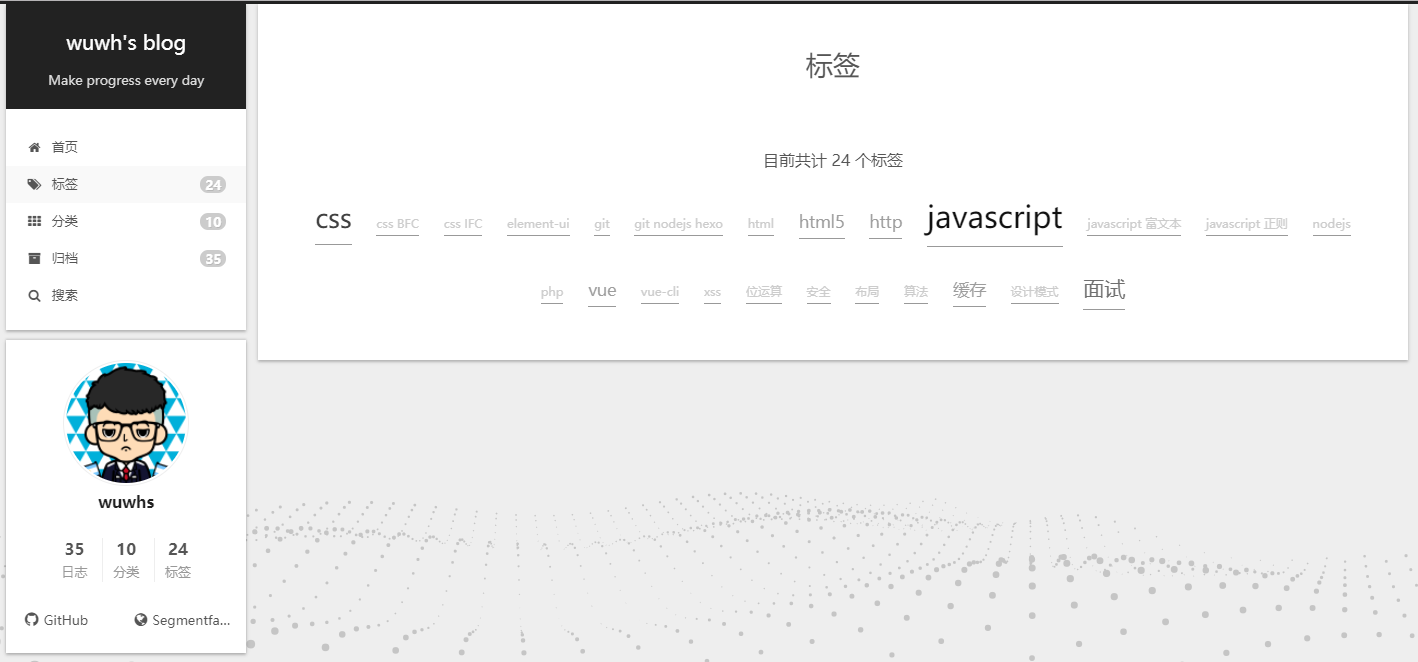 wuwh's blog
Make progress every day
首页
标签 24
分类 10
归档 35
搜索
wuwhs
35 10 24
日志 分类 标签
GitHub Segmentfa...
标签
目前共计 24 个标签
css css BFC css IFC element-ui git git nodejs hexo html html5 http javascript javascript 富文本 javascript 正则 nodejs
php vue vue-cli xss 位运算 安全 布局 算法 缓存 设计模式 面试